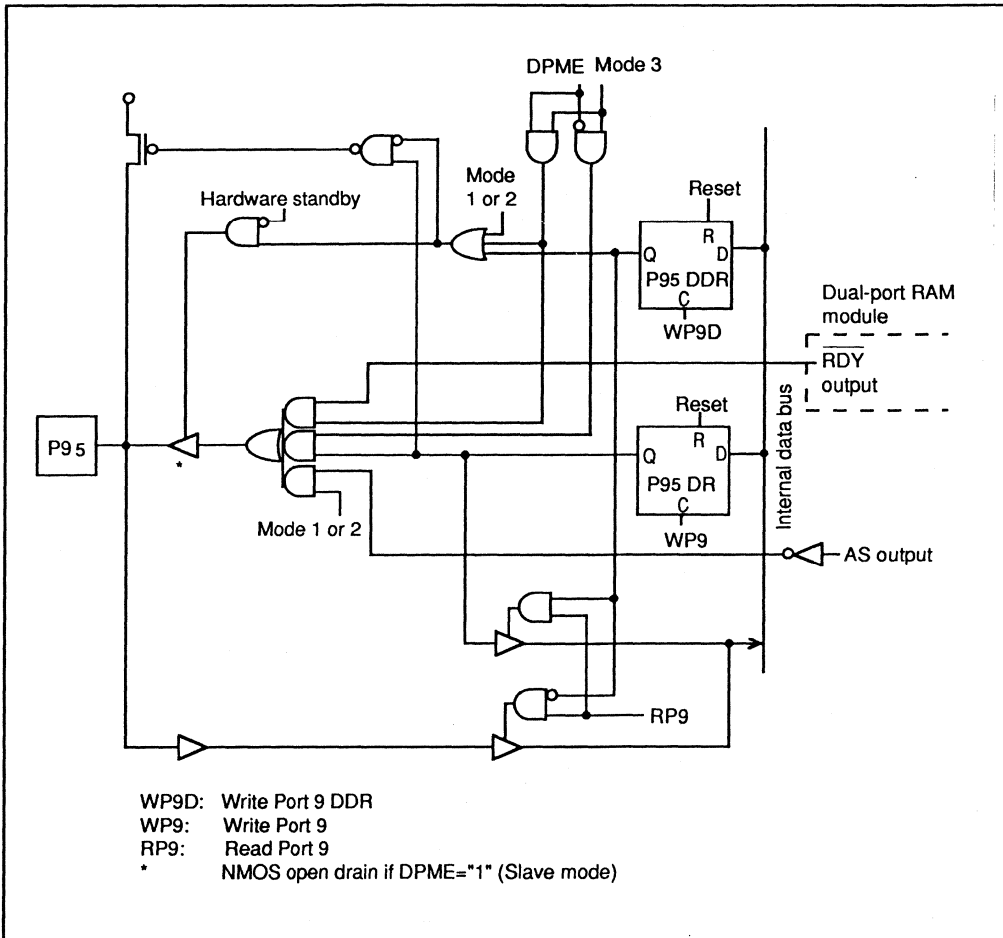 DPME Mode 3
Mode
1 or 2
Hardware standby
Reset
R
Q
D
P95 DDR
C
WP9D
Dual-port RAM
module
RDY
output
Reset
R
Q
D
P95 DR
C
WP9
P95
*
Mode 1 or 2
Internal data bus
AS output
RP9
WP9D: Write Port 9 DDR
WP9: Write Port 9
RP9: Read Port 9
* NMOS open drain if DPME="1" (Slave mode)